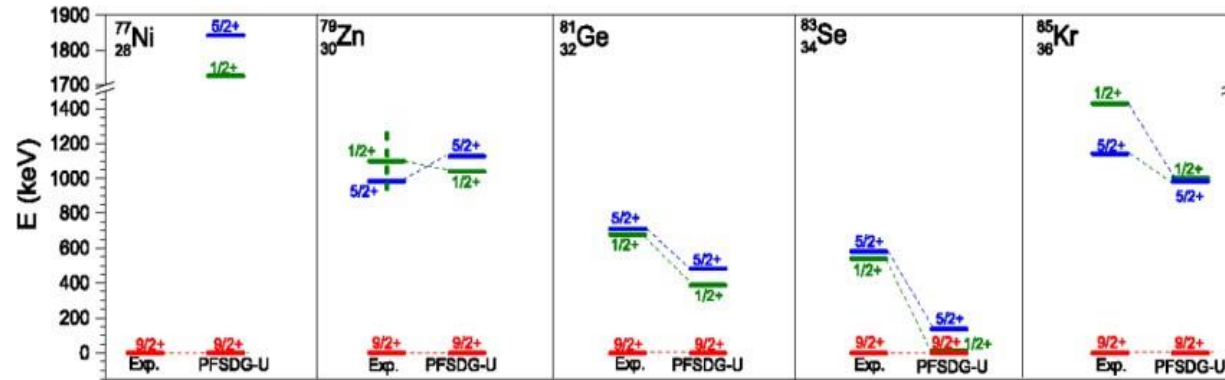 E (keV)
1900
1800
1700
1400
1200
1000
800
600
400
200
0
77
28Ni
5/2+
1/2+
9/2+ 9/2+
Exp. PFSDG-U
79
30Zn
1/2+ 5/2+
5/2+ 1/2+
9/2+ 9/2+
Exp. PFSDG-U
81
32Ge
5/2+
1/2+
5/2+
1/2+
9/2+ 9/2+
Exp. PFSDG-U
83
34Se
5/2+
1/2+
5/2+
9/2+ 9/2+ 1/2+
Exp. PFSDG-U
85
36Kr
1/2+
5/2+
1/2+
5/2+
9/2+ 9/2+
Exp. PFSDG-U